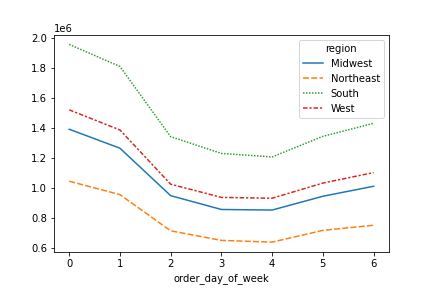 1e6
2.0
1.8
1.6
1.4
1.2
1.0
0.8
0.6
region
Midwest
Northeast
South
West
0 1 2 3 4 5 6
order_day_of_week